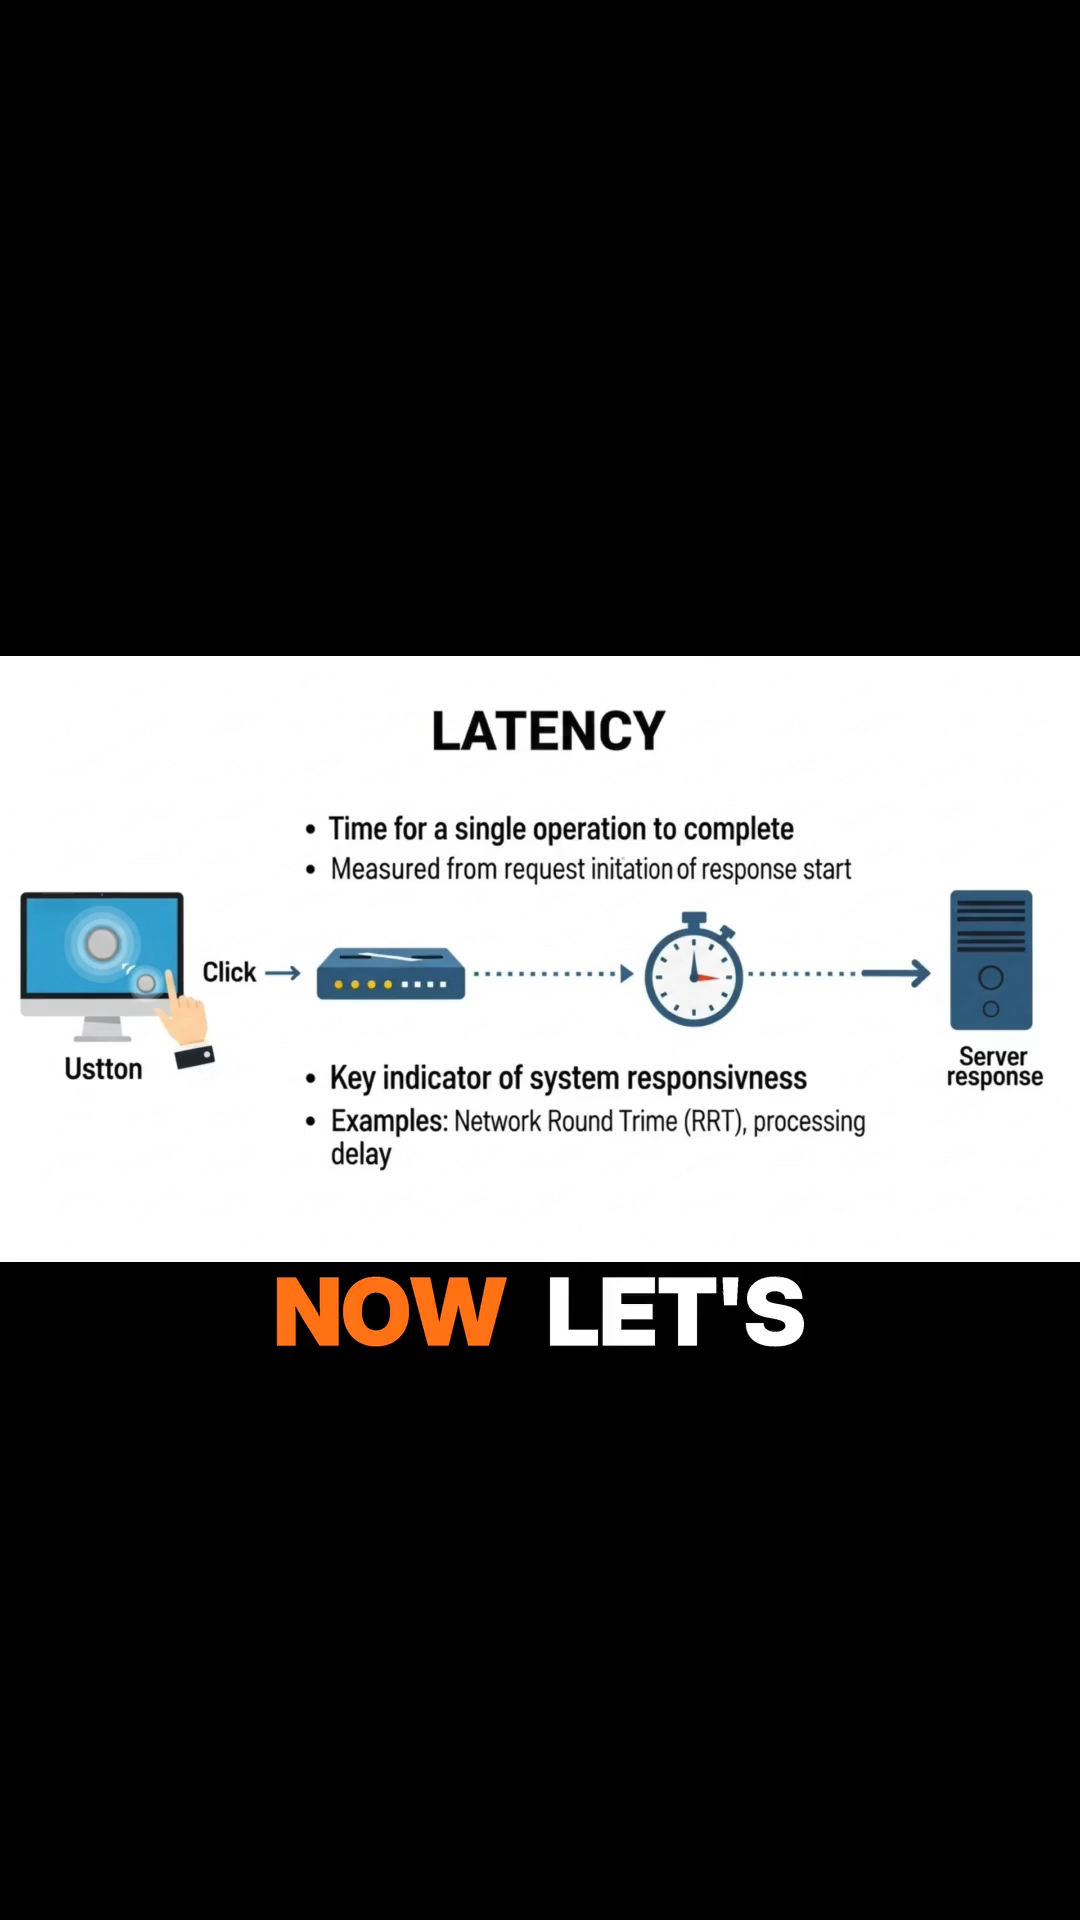 LATENCY
• Time for a single operation to complete
• Measured from request initation of response start
Click
Ustton
Server
response
• Key indicator of system responsivness
• Examples: Network Round Trime (RRT), processing
delay
NOW LET'S